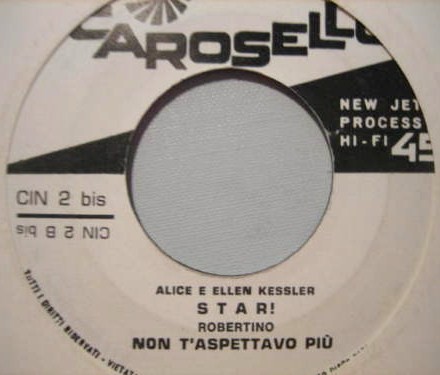 CAROSELLO
NEW JET
PROCESS
HI-FI 45
CIN 2 bis
CIN 2 B bis
ALICE E ELLEN KESSLER
STAR!
ROBERTINO
NON T'ASPETTAVO PIÙ
TUTTI I DIRITTI RISERVATI - VIETATA